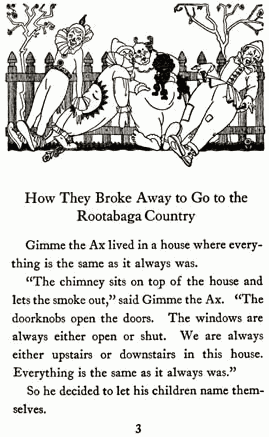 How They Broke Away to Go to the
Rootabaga Country
Gimme the Ax lived in a house where every-
thing is the same as it always was.
"The chimney sits on top of the house and
lets the smoke out," said Gimme the Ax. "The
doorknobs open the doors. The windows are
always either open or shut. We are always
either upstairs or downstairs in this house.
Everything is the same as it always was."
So he decided to let his children name them-
selves.
3